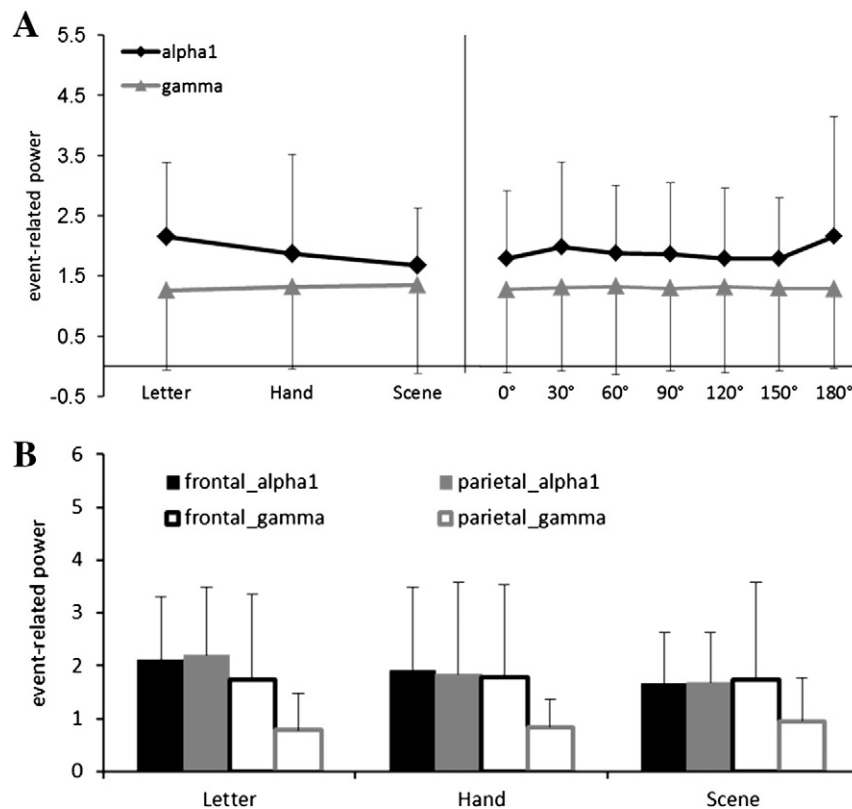 A
5.5
alpha1
gamma
4.5
3.5
2.5
1.5
0.5
-0.5
event-related power
Letter Hand Scene 0° 30° 60° 90° 120° 150° 180°
B
6
frontal_alpha1 parietal_alpha1
5
frontal_gamma parietal_gamma
4
3
2
1
0
event-related power
Letter Hand Scene